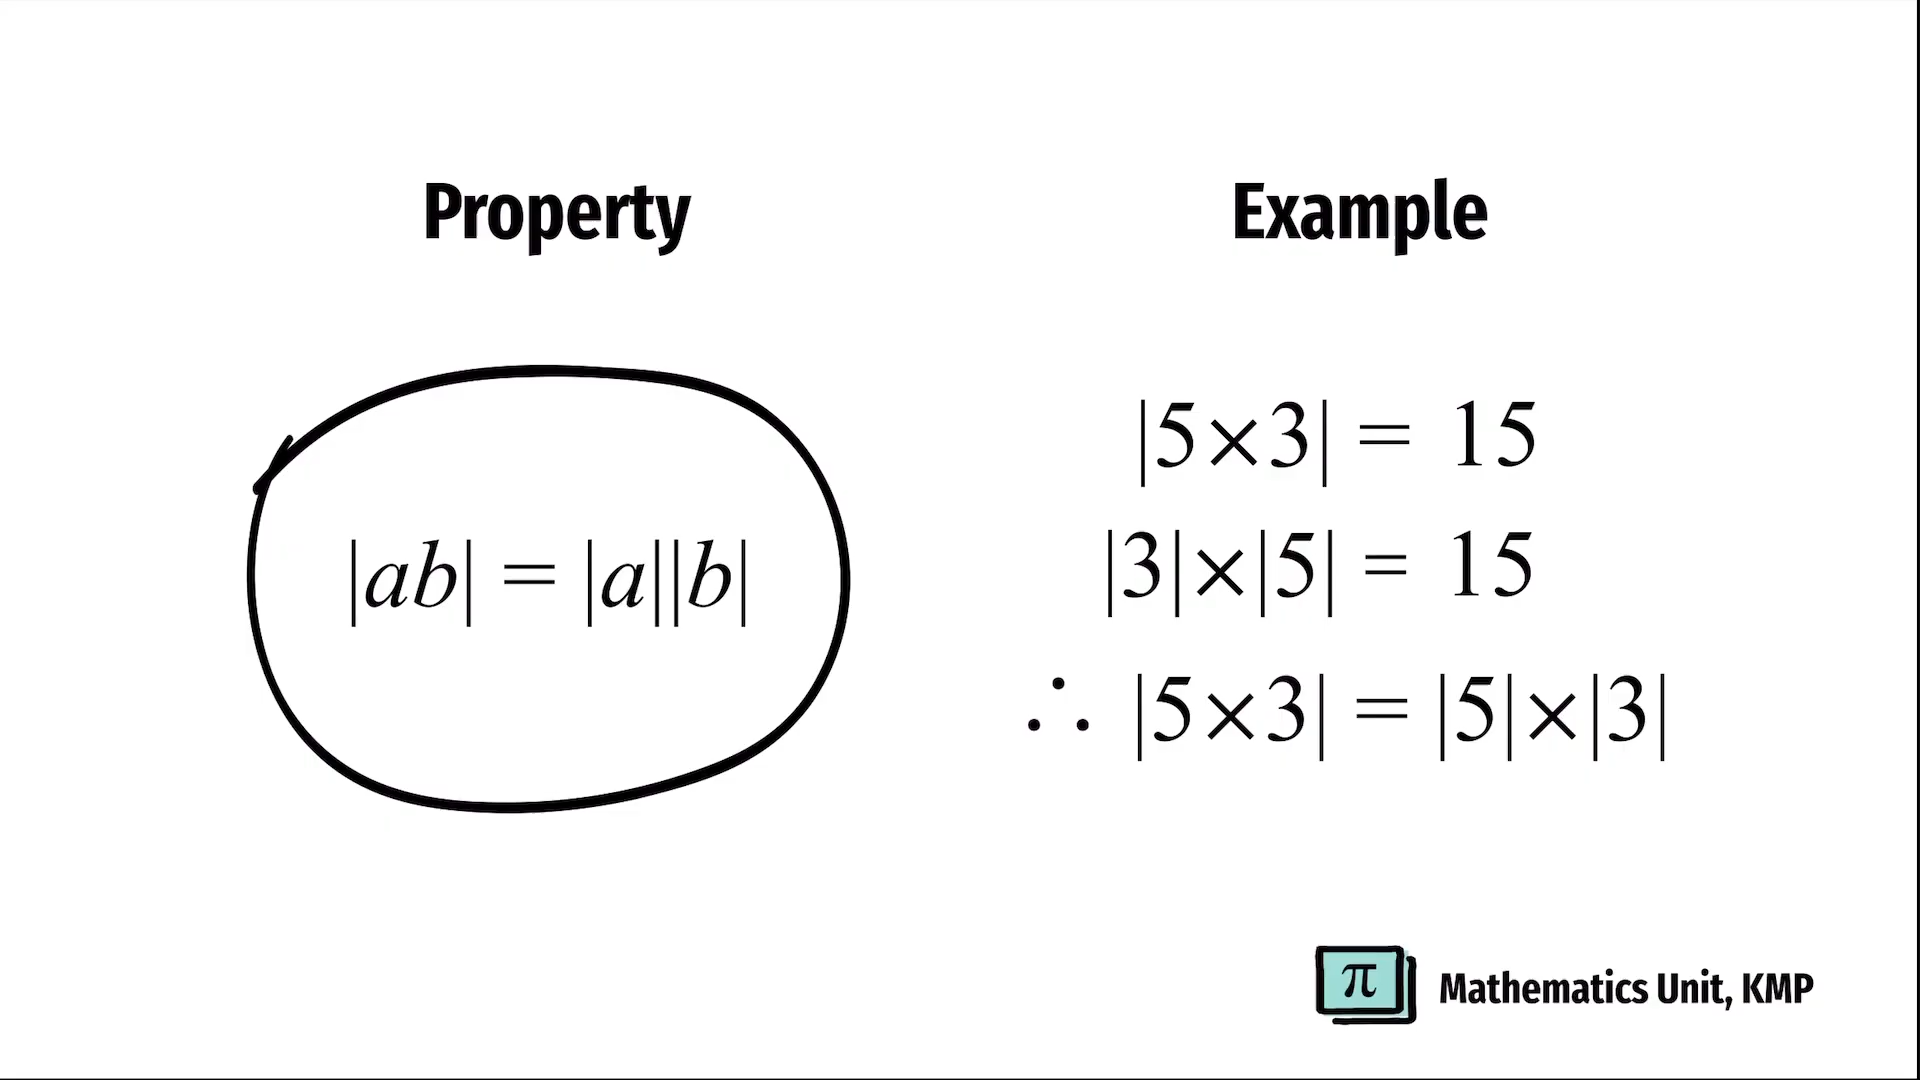 Property
|ab| = |a||b|
Example
|5×3| = 15
|3|×|5| = 15
∴ |5×3| = |5|×|3|
π
Mathematics Unit, KMP